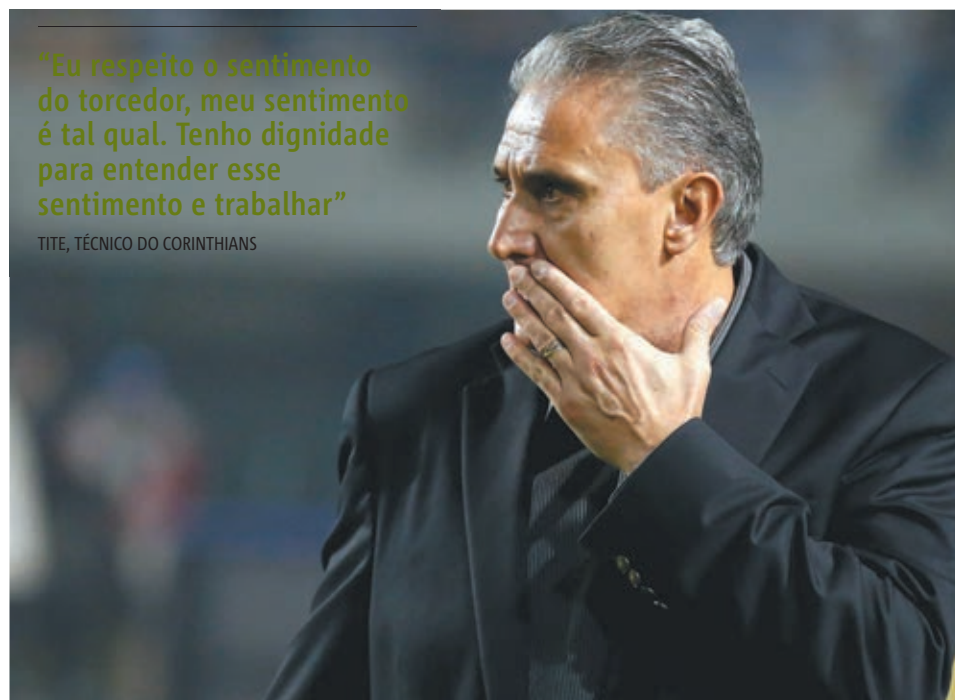 “Eu respeito o sentimento
do torcedor, meu sentimento
é tal qual. Tenho dignidade
para entender esse
sentimento e trabalhar”
TITE, TÉCNICO DO CORINTHIANS